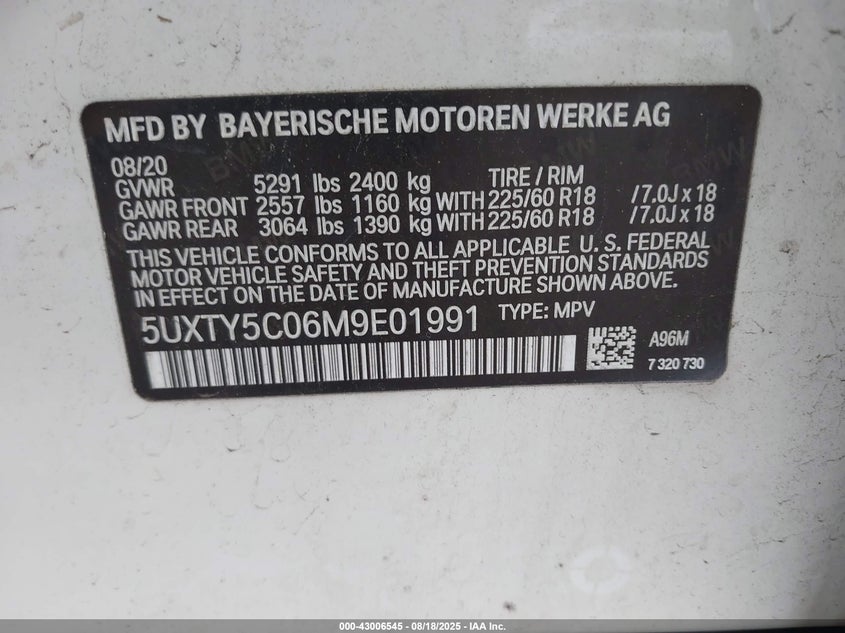 MFD BY BAYERISCHE MOTOREN WERKE AG
08/20
GVWR 5291 lbs 2400 kg TIRE / RIM
GAWR FRONT 2557 lbs 1160 kg WITH 225/60 R18 / 7.0J x 18
GAWR REAR 3064 lbs 1390 kg WITH 225/60 R18 / 7.0J x 18
THIS VEHICLE CONFORMS TO ALL APPLICABLE U. S. FEDERAL
MOTOR VEHICLE SAFETY AND THEFT PREVENTION STANDARDS
IN EFFECT ON THE DATE OF MANUFACTURE SHOWN ABOVE.
5UXTY5C06M9E01991 TYPE: MPV
A96M
7 320 730
000-43006545 / 08/18/2025 - IAA Inc.